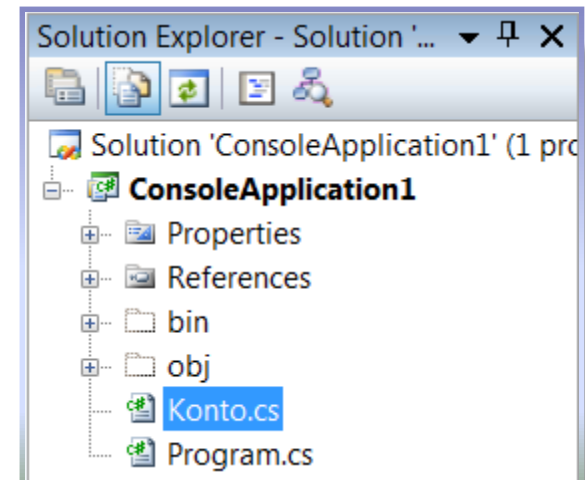 Solution Explorer - Solution '...
Solution 'ConsoleApplication1' (1 pro
ConsoleApplication1
Properties
References
bin
obj
Konto.cs
Program.cs